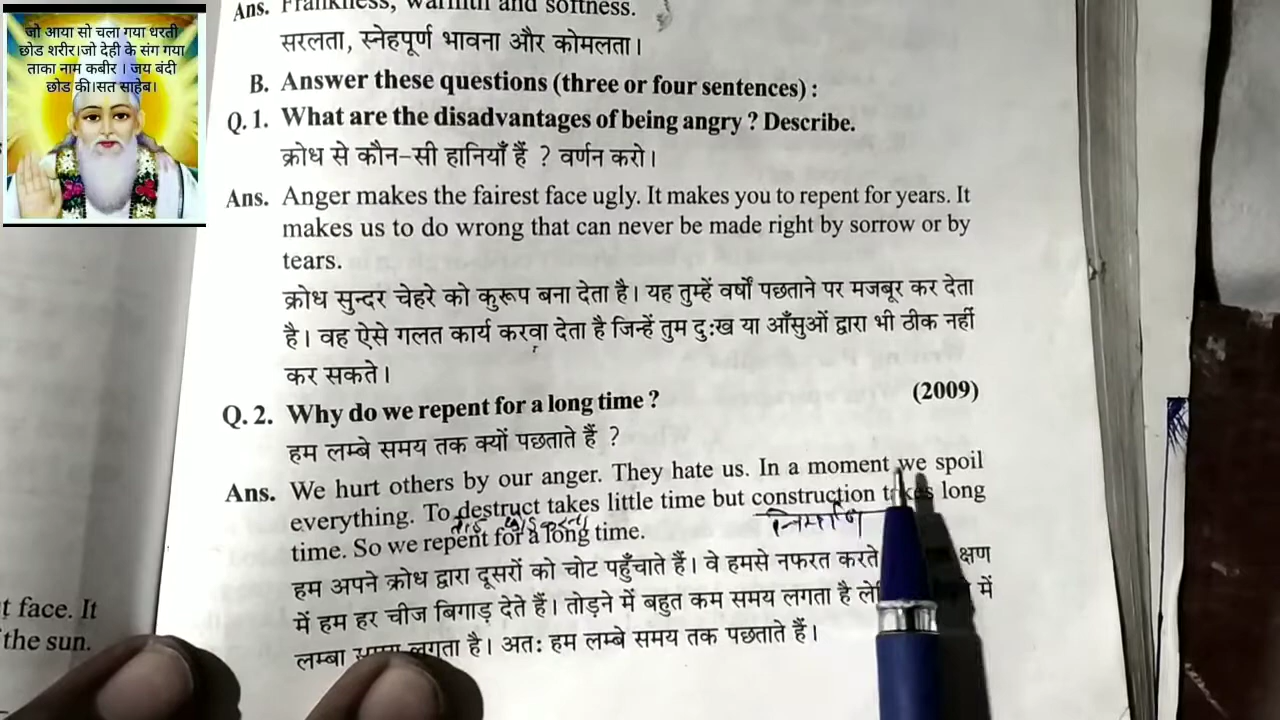 जो आया सो चला गया धरती
छोड शरीर।जो देही के संग गया
ताका नाम कबीर । जय बंदी
छोड की।सत साहेब।
Ans. Frankness, warmth and softness.
सरलता, स्नेहपूर्ण भावना और कोमलता।
B. Answer these questions (three or four sentences) :
Q. 1. What are the disadvantages of being angry ? Describe.
क्रोध से कौन-सी हानियाँ हैं ? वर्णन करो।
Ans. Anger makes the fairest face ugly. It makes you to repent for years. It
makes us to do wrong that can never be made right by sorrow or by
tears.
क्रोध सुन्दर चेहरे को कुरूप बना देता है। यह तुम्हें वर्षों पछताने पर मजबूर कर देता
है। वह ऐसे गलत कार्य करवा देता है जिन्हें तुम दुःख या आँसुओं द्वारा भी ठीक नहीं
कर सकते।
Q. 2. Why do we repent for a long time ? (2009)
हम लम्बे समय तक क्यों पछताते हैं ?
Ans. We hurt others by our anger. They hate us. In a moment we spoil
everything. To destruct takes little time but construction takes long
निर्माण
time. So we repent for a long time.
हम अपने क्रोध द्वारा दूसरों को चोट पहुँचाते हैं। वे हमसे नफरत करते क्षण
में हम हर चीज बिगाड़ देते हैं। तोड़ने में बहुत कम समय लगता है में
लम्बा लगता है। अतः हम लम्बे समय तक पछताते हैं।
t face. It
the sun.